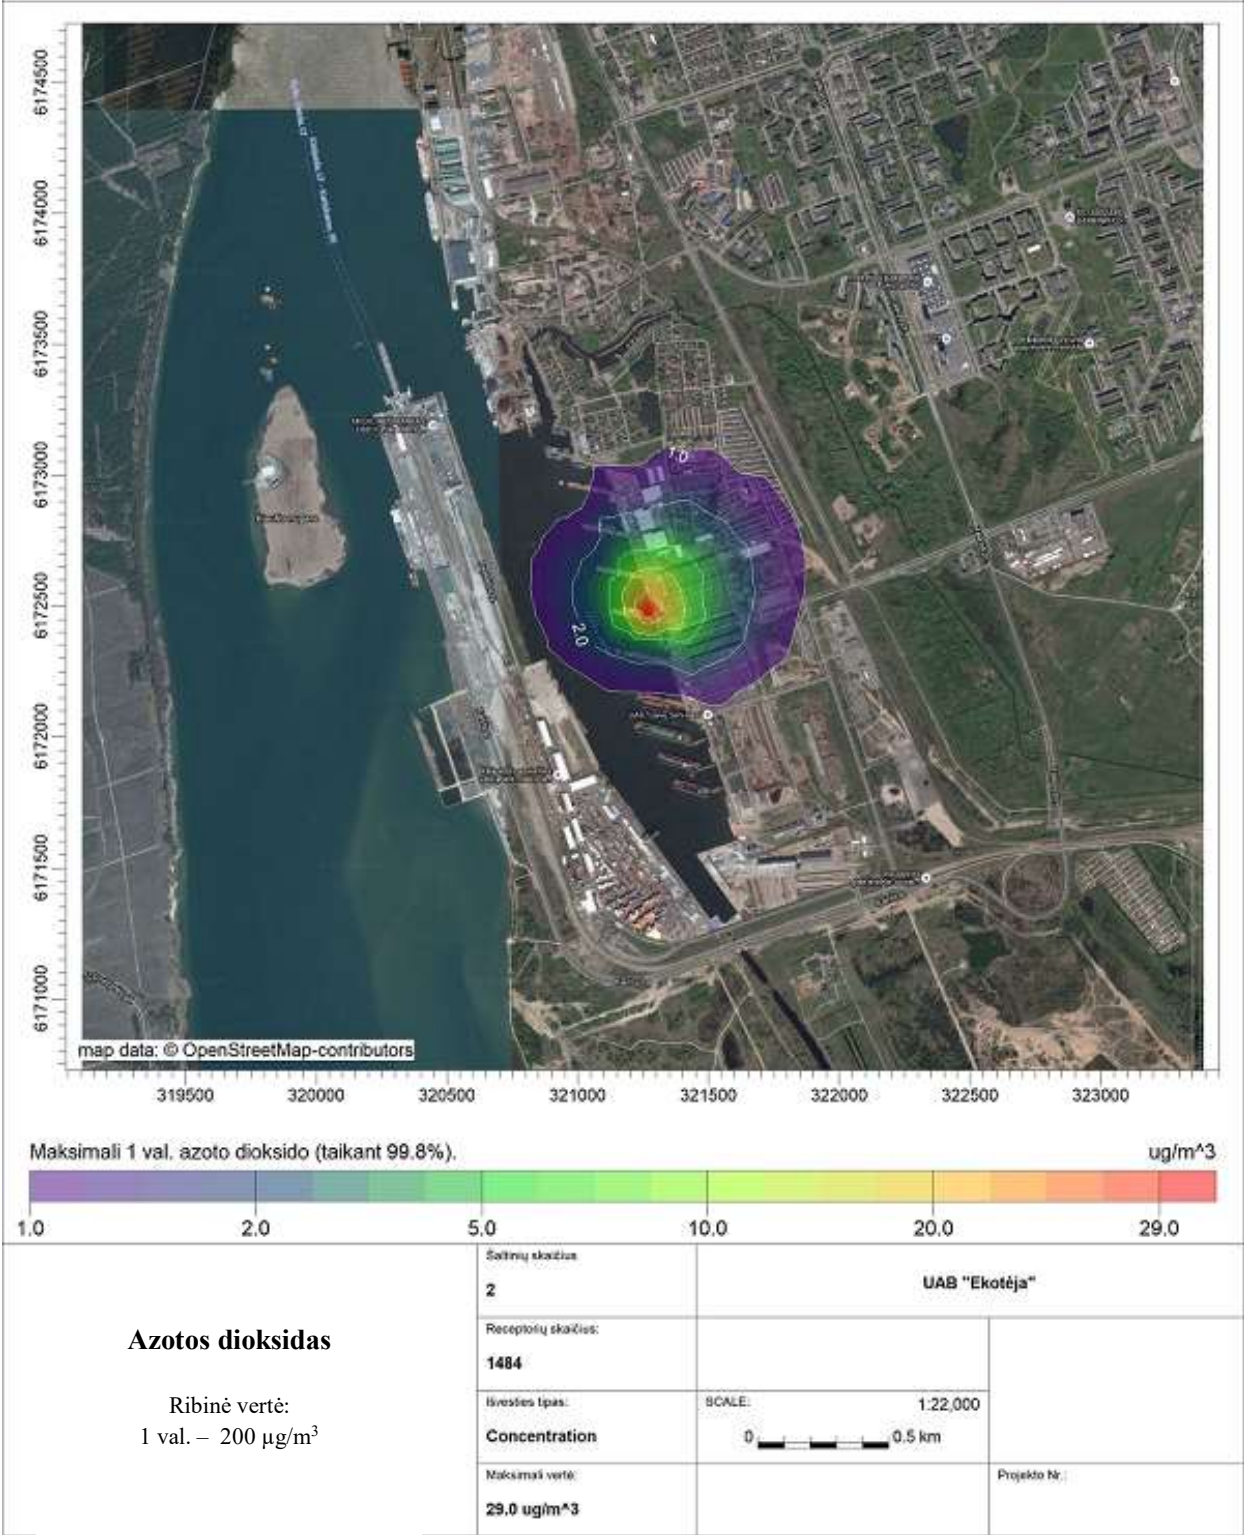 6174500
6174000
6173500
6173000
6172500
6172000
6171500
6171000
1.0
2.0
map data: © OpenStreetMap-contributors
319500 320000 320500 321000 321500 322000 322500 323000
Maksimali 1 val. azoto dioksido (taikant 99.8%). ug/m^3
1.0 2.0 5.0 10.0 20.0 29.0
Azotos dioksidas
Ribinė vertė:
1 val. – 200 µg/m³
Šaltinių skaičius
2
UAB "Ekotėja"
Receptorių skaičius:
1484
Išvesties tipas:
Concentration
SCALE: 1:22,000
0 0.5 km
Maksimali vertė:
29.0 ug/m^3
Projekto Nr.: